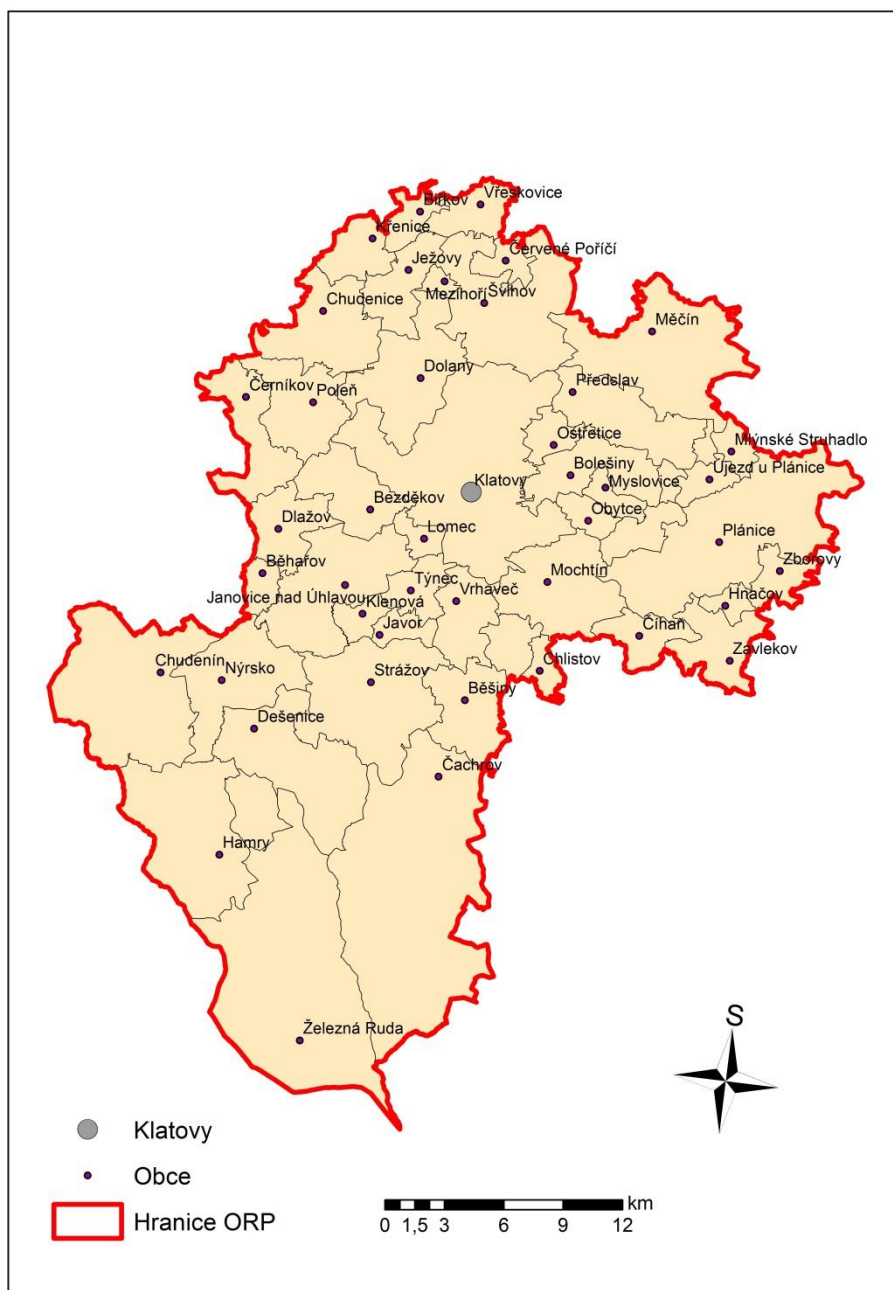 Vřeskovice
Biřkov
Křenice
Červené Poříčí
Ježovy
Mezihoří
Švihov
Chudenice
Měčín
Dolany
Předslav
Černíkov
Poleň
Ostřetice
Mlýnské Struhadlo
Bolešiny
Újezd u Plánice
Klatovy
Myslovice
Bezděkov
Obytce
Dlažov
Lomec
Plánice
Běhařov
Zborovy
Týnec
Mochtín
Janovice nad Úhlavou
Vrhaveč
Klenová
Hnačov
Javor
Číhaň
Chlistov
Zavlekov
Chudenín
Nýrsko
Strážov
Běšiny
Dešenice
Čachrov
Hamry
Železná Ruda
S
Klatovy
Obce
Hranice ORP
km
0 1,5 3 6 9 12